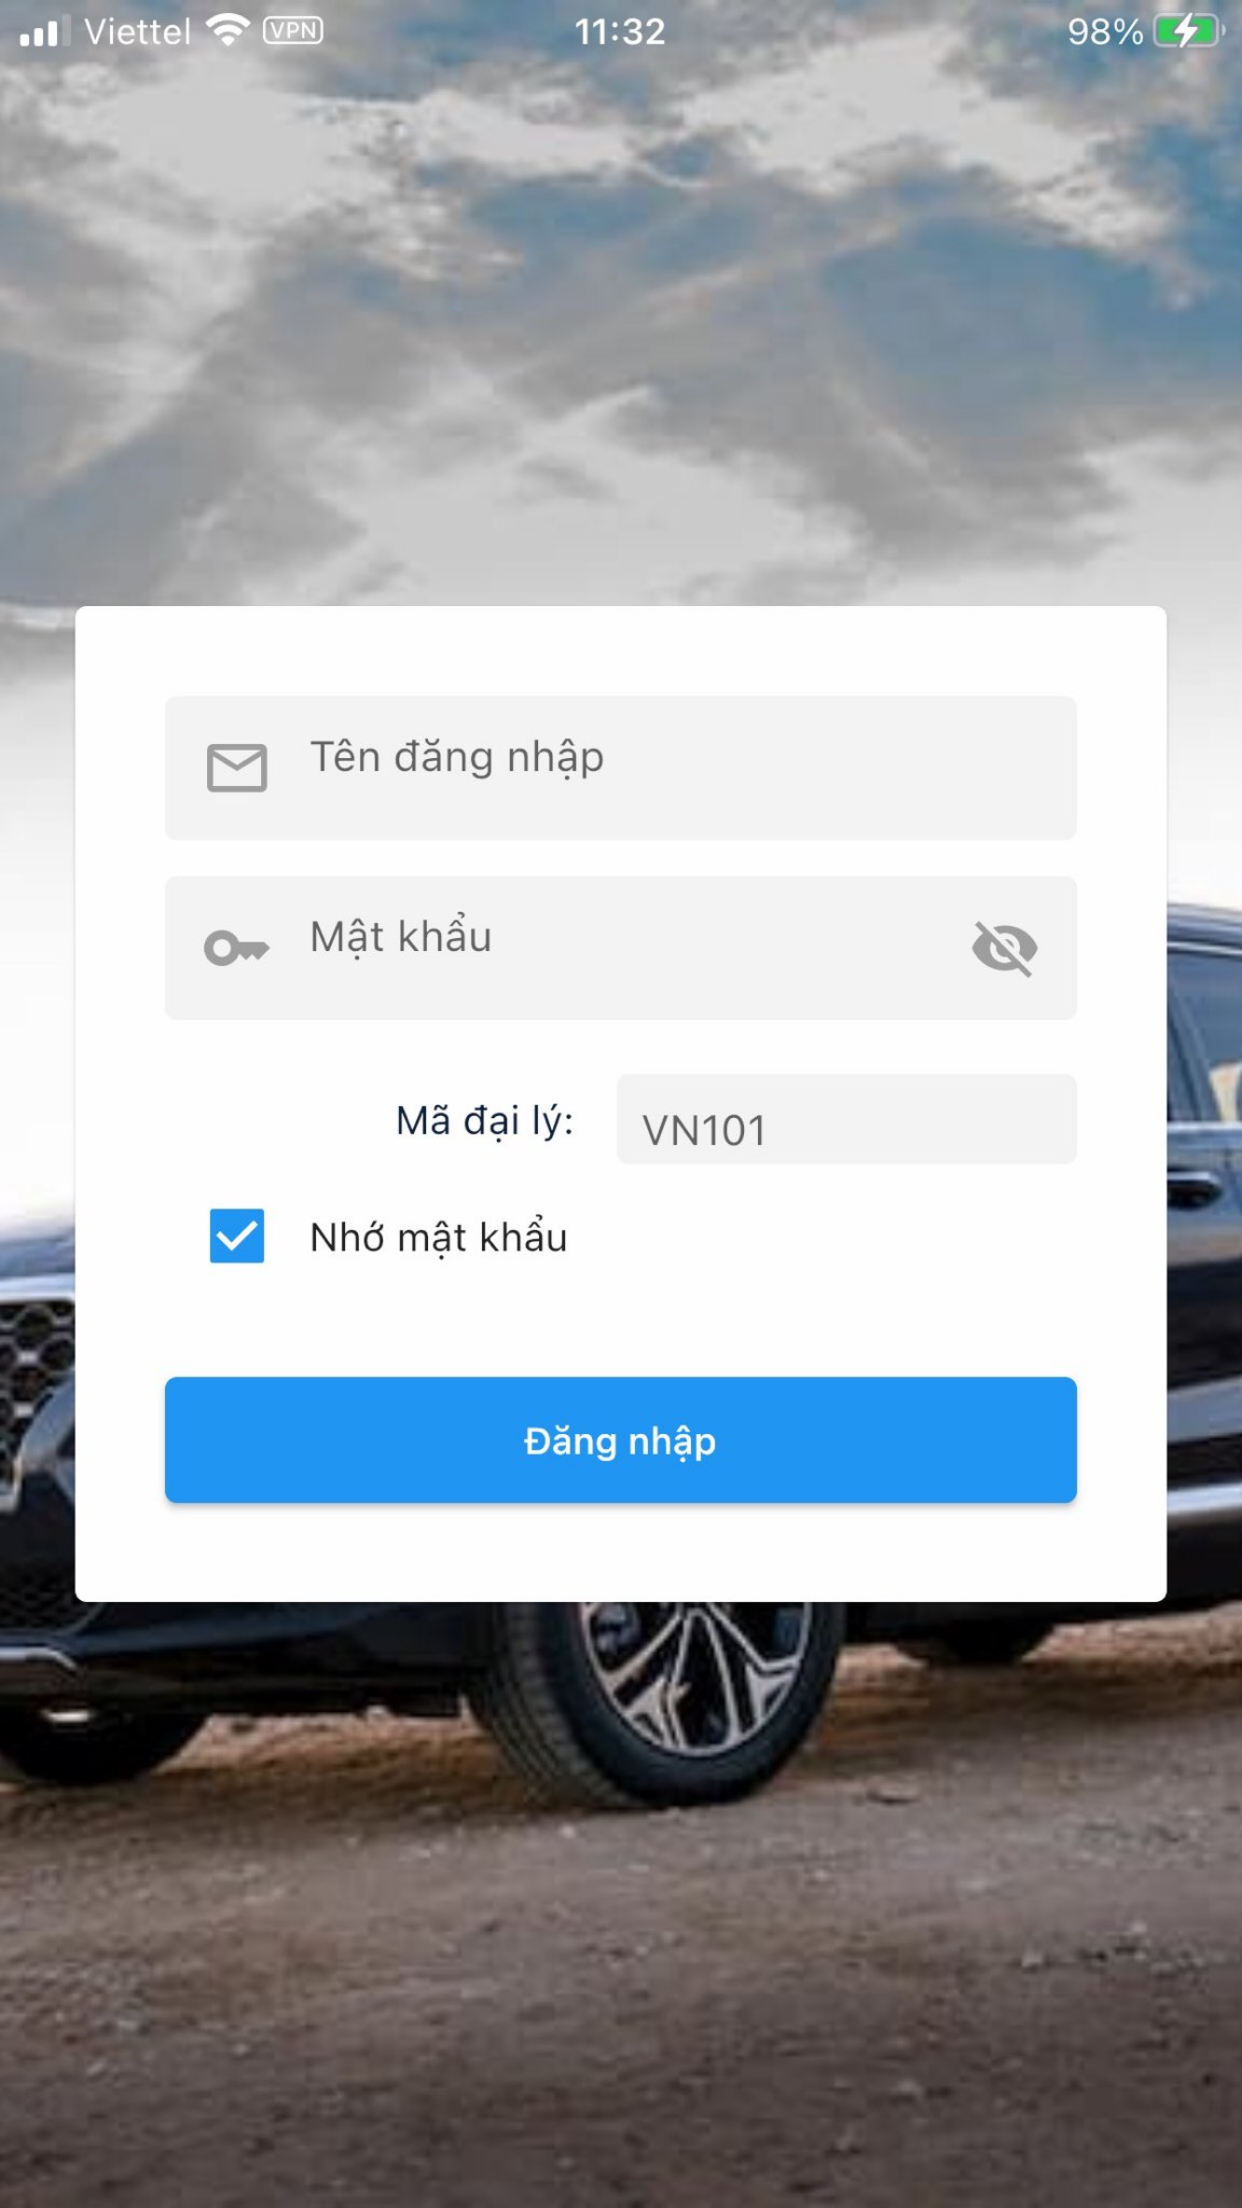 Viettel VPN 11:32 98%
Tên đăng nhập
Mật khẩu
Mã đại lý: VN101
Nhớ mật khẩu
Đăng nhập